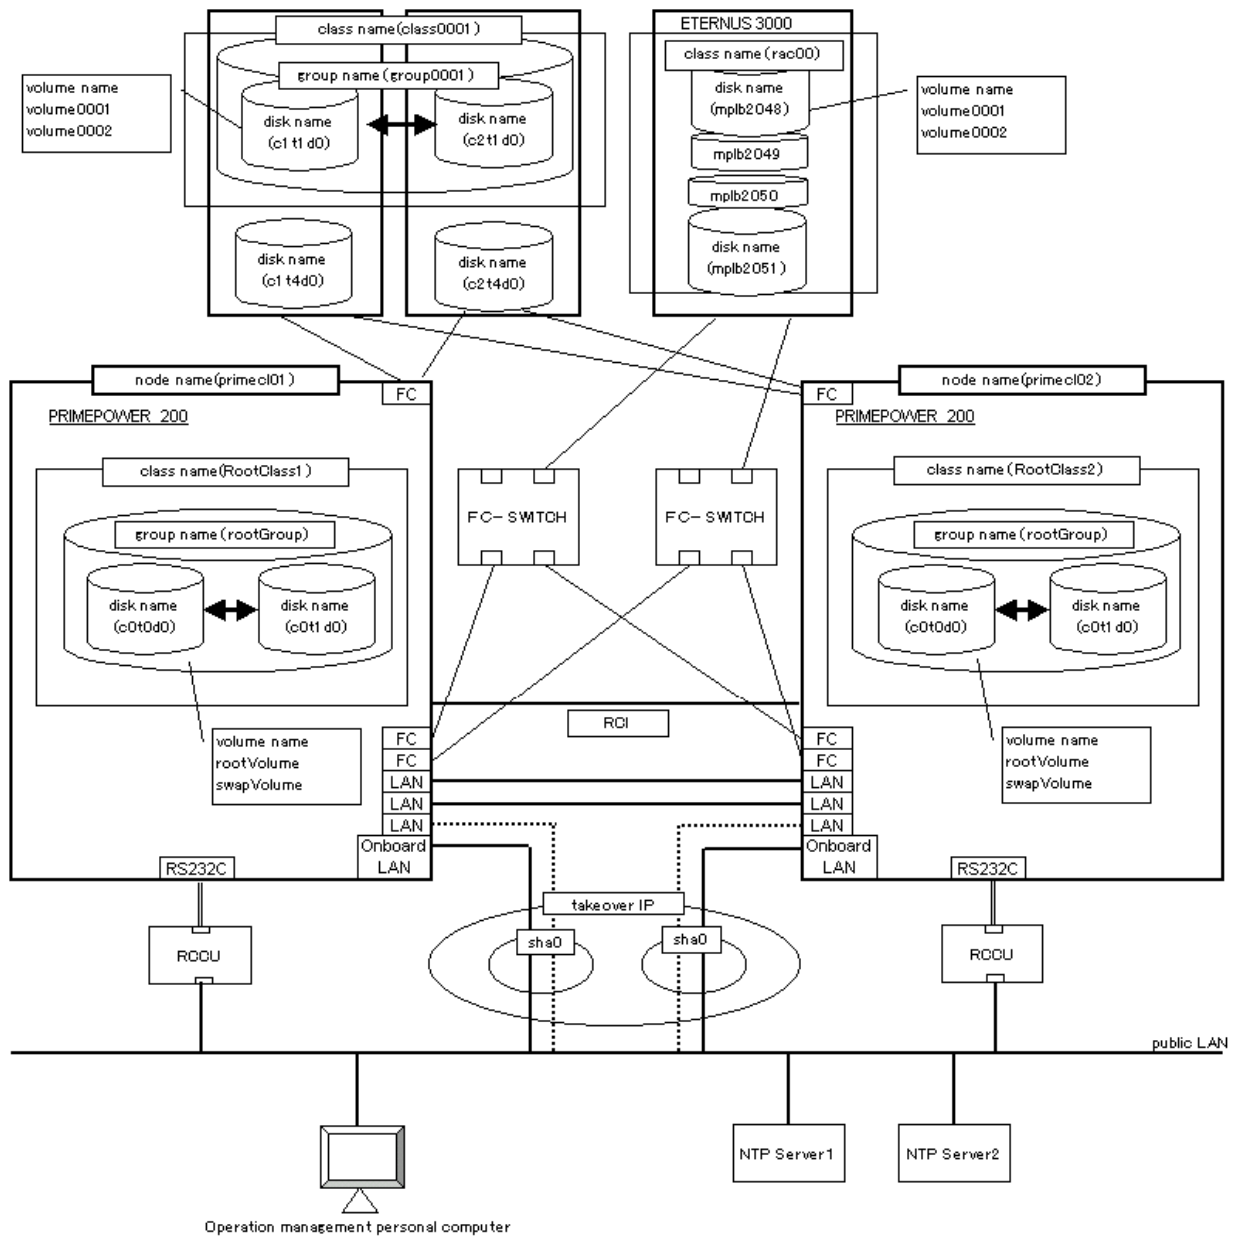 class name(class0001)
group name(group0001)
volume name
volume0001
volume0002
disk name
(c1t1d0)
disk name
(c2t1d0)
disk name
(c1t4d0)
disk name
(c2t4d0)
ETERNUS 3000
class name(rac00)
disk name
(mplb2048)
mplb2049
mplb2050
disk name
(mplb2051)
volume name
volume0001
volume0002
node name(primecl01)
FC
PRIMEPOWER 200
class name(RootClass1)
group name(rootGroup)
disk name
(c0t0d0)
disk name
(c0t1d0)
volume name
rootVolume
swapVolume
FC
FC
LAN
LAN
LAN
Onboard
LAN
RS232C
RCCU
FC-SWITCH
FC-SWITCH
RCI
node name(primecl02)
FC
PRIMEPOWER 200
class name(RootClass2)
group name(rootGroup)
disk name
(c0t0d0)
disk name
(c0t1d0)
volume name
rootVolume
swapVolume
FC
FC
LAN
LAN
LAN
Onboard
LAN
RS232C
RCCU
takeover IP
sha0
sha0
public LAN
NTP Server1
NTP Server2
Operation management personal computer